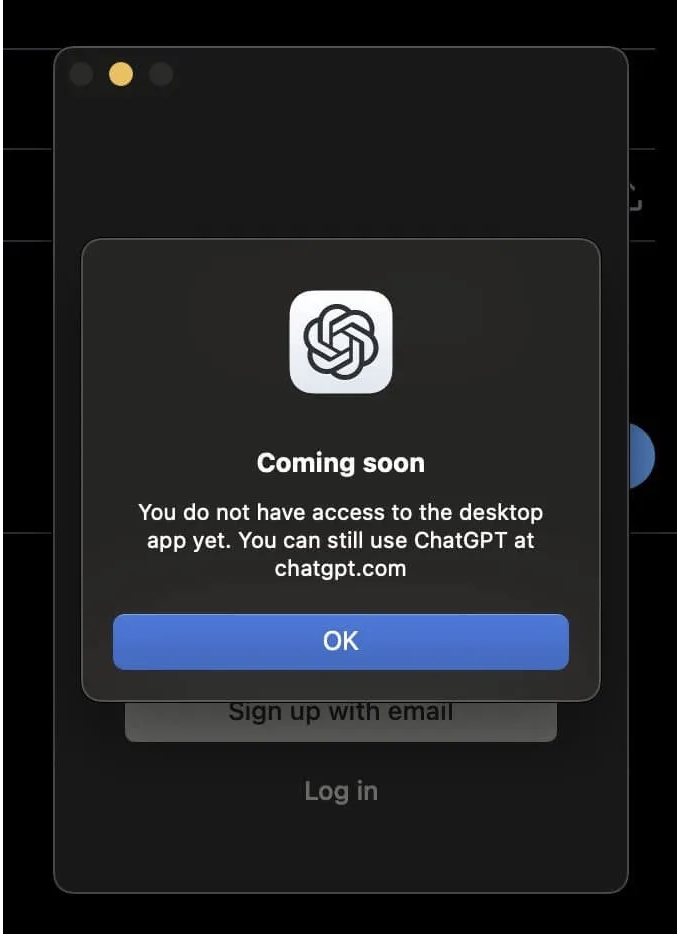 Coming soon
You do not have access to the desktop
app yet. You can still use ChatGPT at
chatgpt.com
OK
Sign up with email
Log in